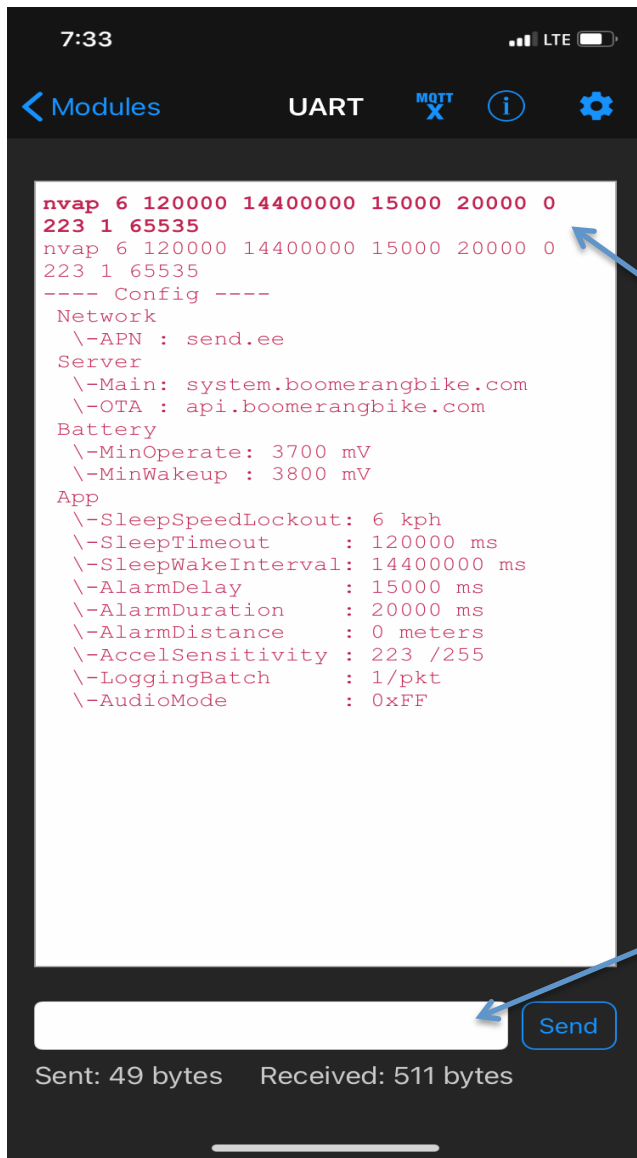 7:33 LTE
Modules UART MQTT X i
nvap 6 120000 14400000 15000 20000 0
223 1 65535
nvap 6 120000 14400000 15000 20000 0
223 1 65535
---- Config ----
Network
\-APN : send.ee
Server
\-Main: system.boomerangbike.com
\-OTA : api.boomerangbike.com
Battery
\-MinOperate: 3700 mV
\-MinWakeup : 3800 mV
App
\-SleepSpeedLockout: 6 kph
\-SleepTimeout : 120000 ms
\-SleepWakeInterval: 14400000 ms
\-AlarmDelay : 15000 ms
\-AlarmDuration : 20000 ms
\-AlarmDistance : 0 meters
\-AccelSensitivity : 223 /255
\-LoggingBatch : 1/pkt
\-AudioMode : 0xFF
Send
Sent: 49 bytes Received: 511 bytes